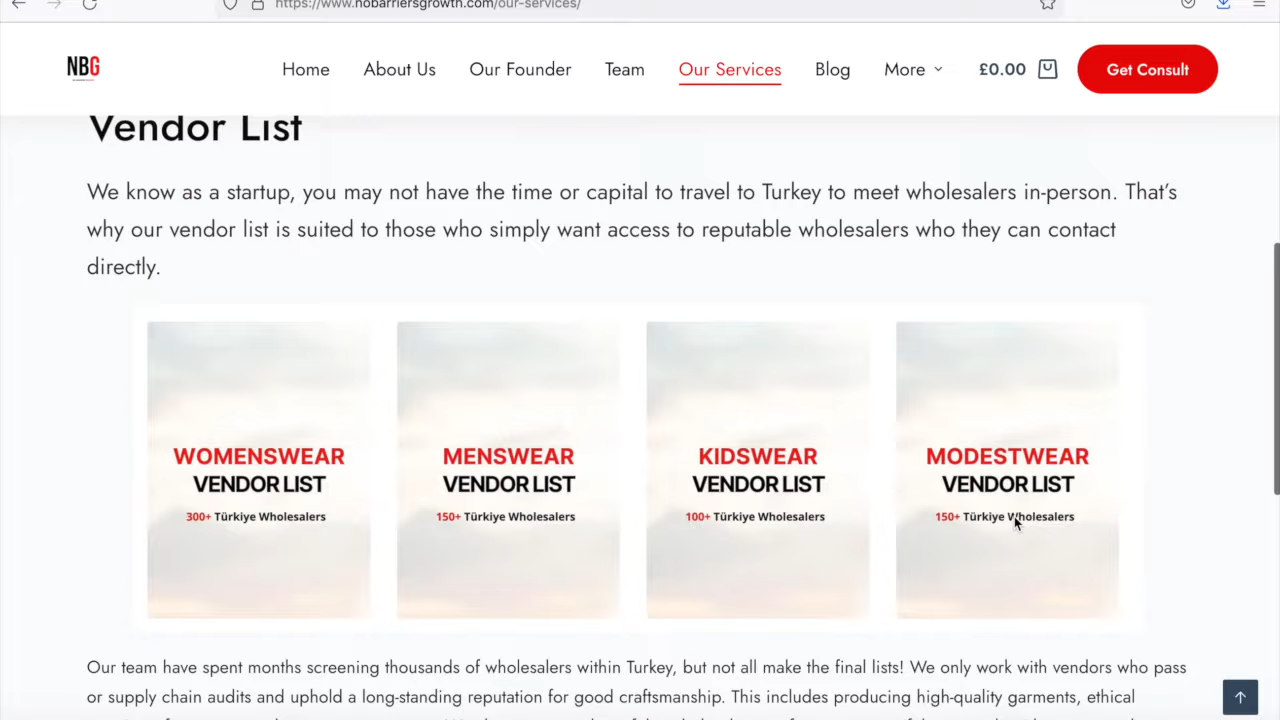 https://www.nobarriersgrowth.com/our-services/
NBG
Home
About Us
Our Founder
Team
Our Services
Blog
More
£0.00
Get Consult
Vendor List
We know as a startup, you may not have the time or capital to travel to Turkey to meet wholesalers in-person. That’s
why our vendor list is suited to those who simply want access to reputable wholesalers who they can contact
directly.
WOMENSWEAR
VENDOR LIST
300+ Türkiye Wholesalers
MENSWEAR
VENDOR LIST
150+ Türkiye Wholesalers
KIDSWEAR
VENDOR LIST
100+ Türkiye Wholesalers
MODESTWEAR
VENDOR LIST
150+ Türkiye Wholesalers
Our team have spent months screening thousands of wholesalers within Turkey, but not all make the final lists! We only work with vendors who pass
or supply chain audits and uphold a long-standing reputation for good craftsmanship. This includes producing high-quality garments, ethical